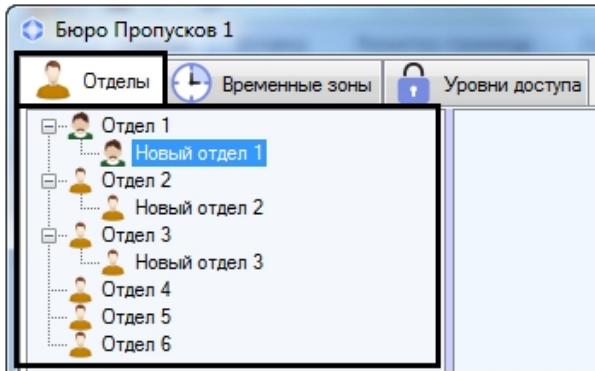 Бюро Пропусков 1
Отделы Временные зоны Уровни доступа
Отдел 1
Новый отдел 1
Отдел 2
Новый отдел 2
Отдел 3
Новый отдел 3
Отдел 4
Отдел 5
Отдел 6